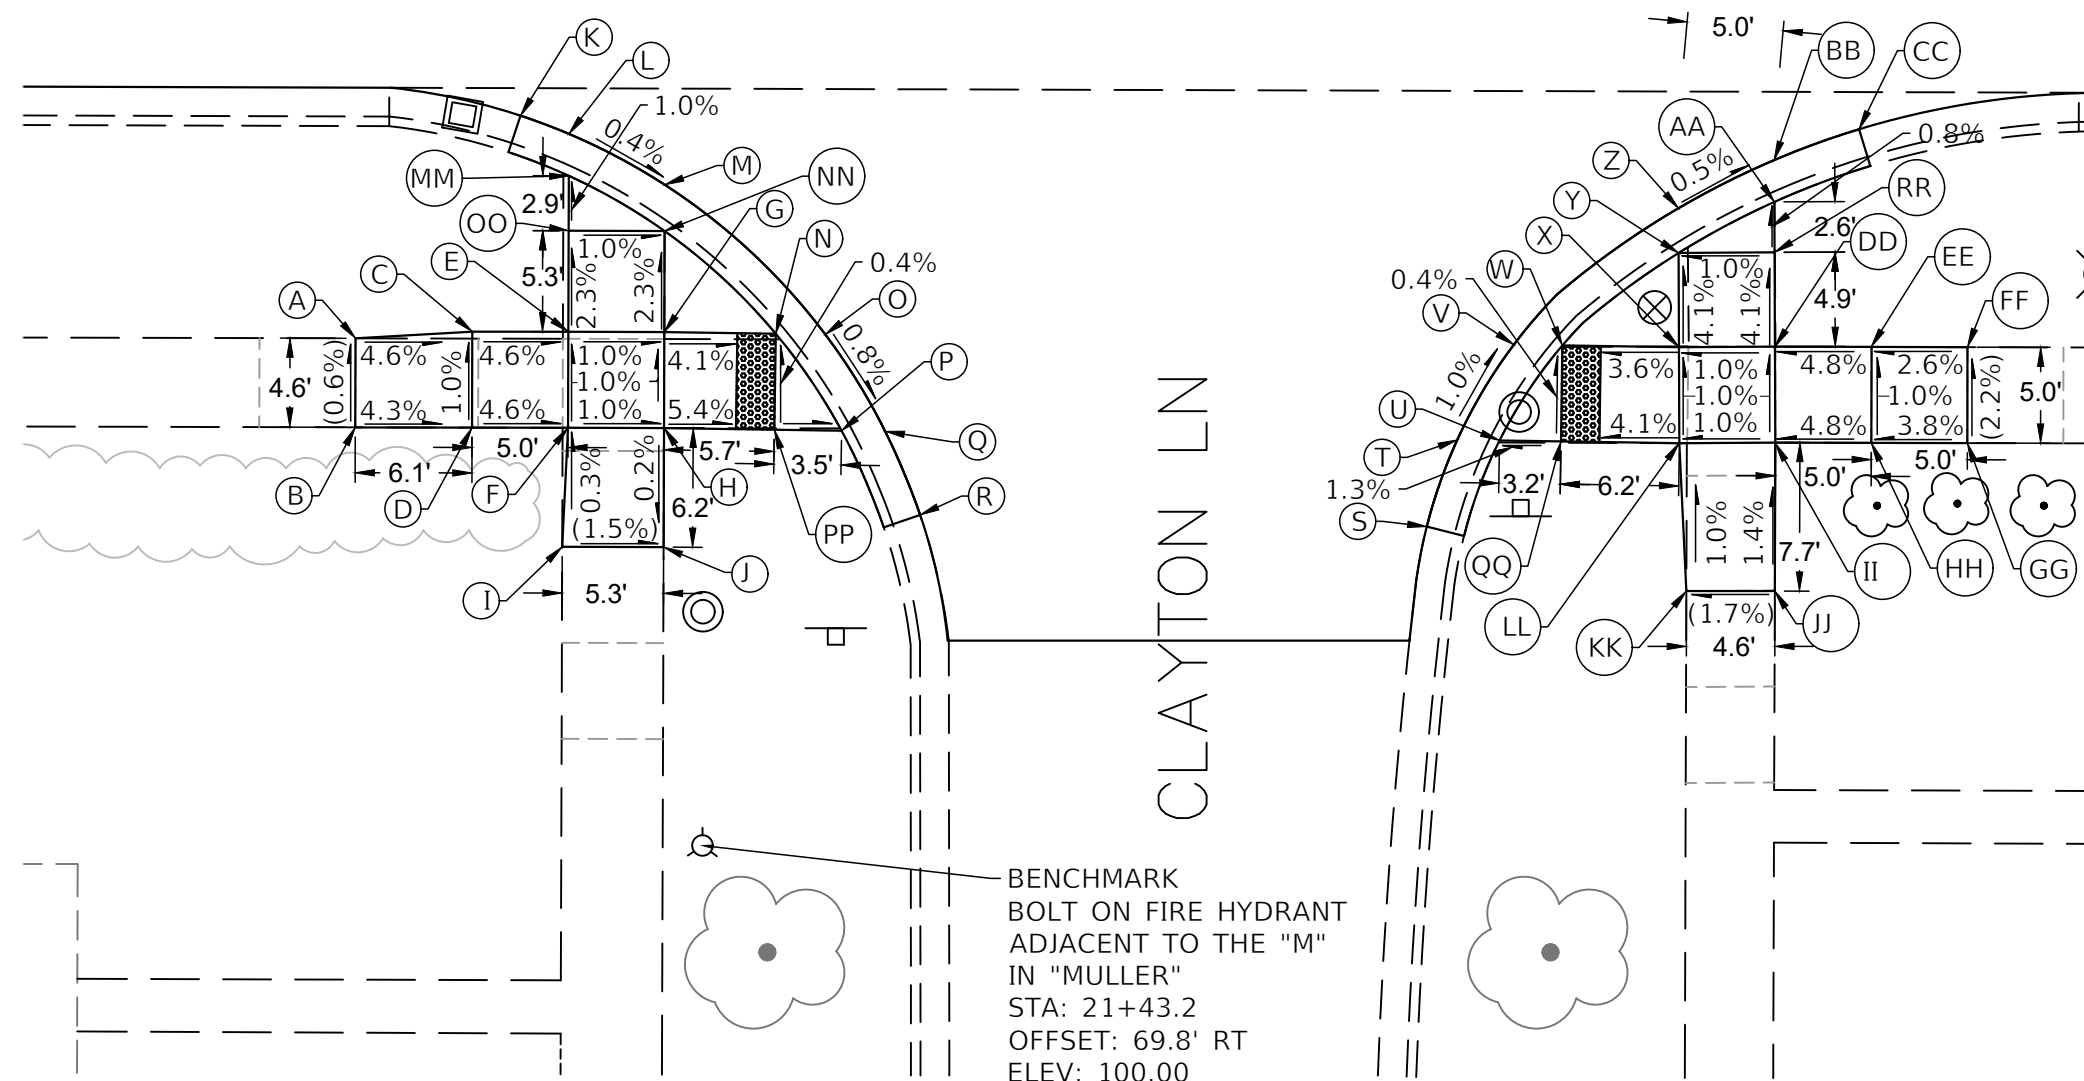 5.0'
K
L
BB
CC
1.0%
0.4%
AA
0.8%
M
Z
0.5%
MM
NN
RR
2.9'
Y
G
2.6'
OO
X
N
DD
1.0%
E
EE
W
1.0%
C
0.4%
5.3'
2.3%
2.3%
0.4%
4.1%
4.1%
4.9'
A
O
V
FF
4.6%
4.6%
1.0%
4.1%
0.8%
P
3.6%
1.0%
4.8%
2.6%
4.6'
(0.6%)
1.0%
1.0%
1.0%
1.0%
1.0%
(2.2%)
5.0'
4.3%
4.6%
1.0%
5.4%
U
4.1%
1.0%
4.8%
3.8%
Q
T
5.0'
5.7'
5.0'
6.1'
3.5'
5.0'
0.3%
0.2%
1.3%
3.2'
6.2'
B
D
F
H
R
6.2'
S
1.0%
1.4%
(1.5%)
PP
7.7'
QQ
II
HH
GG
J
I
5.3'
(1.7%)
LL
KK
JJ
4.6'
CLAYTON LN
BENCHMARK
BOLT ON FIRE HYDRANT
ADJACENT TO THE "M"
IN "MULLER"
STA: 21+43.2
OFFSET: 69.8' RT
ELEV: 100.00